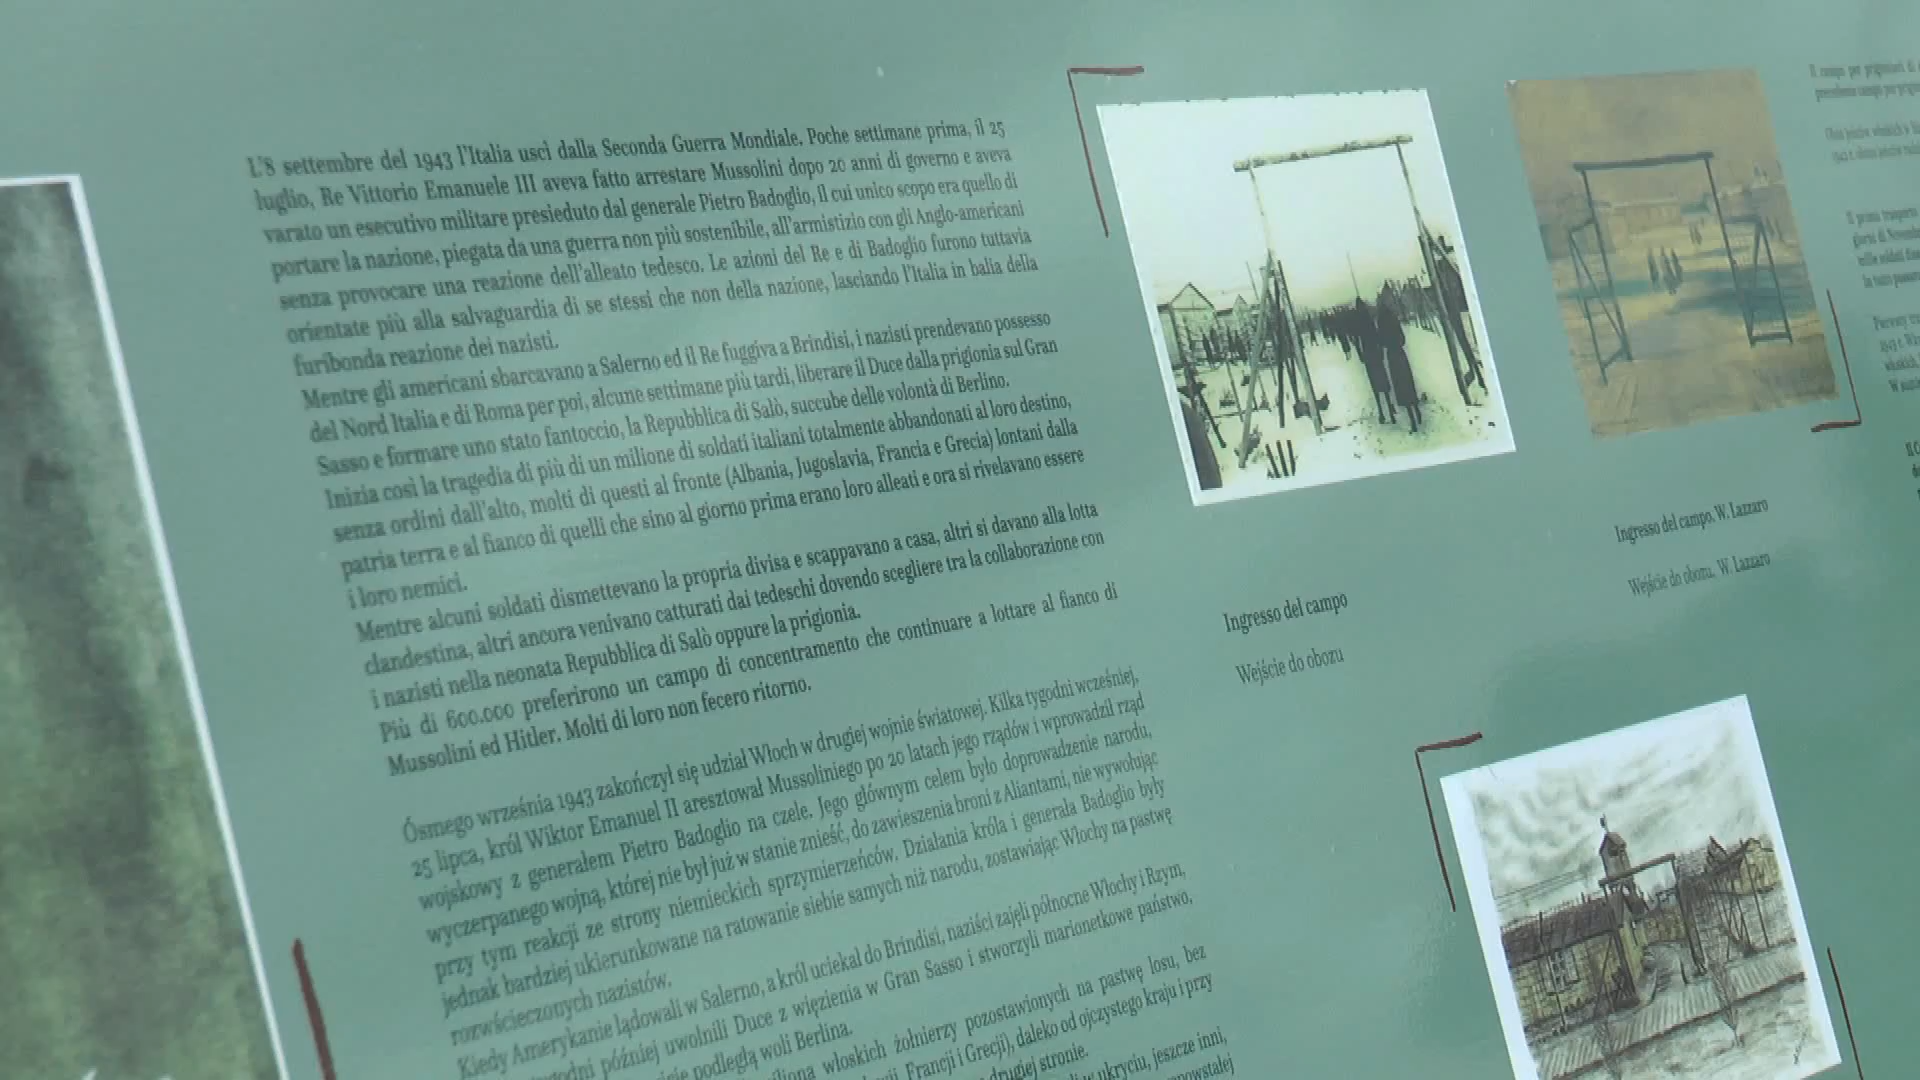 L'8 settembre del 1943 l'Italia uscì dalla Seconda Guerra Mondiale. Poche settimane prima, il 25
luglio, Re Vittorio Emanuele III aveva fatto arrestare Mussolini dopo 20 anni di governo e aveva
varato un esecutivo militare presieduto dal generale Pietro Badoglio, il cui unico scopo era quello di
portare la nazione, piegata da una guerra non più sostenibile, all'armistizio con gli Anglo-americani
senza provocare una reazione dell'alleato tedesco. Le azioni del Re e di Badoglio furono tuttavia
orientate più alla salvaguardia di se stessi che non della nazione, lasciando l'Italia in balia della
furibonda reazione dei nazisti.
Mentre gli americani sbarcavano a Salerno ed il Re fuggiva a Brindisi, i nazisti prendevano possesso
del Nord Italia e di Roma per poi, alcune settimane più tardi, liberare il Duce dalla prigionia sul Gran
Sasso e formare uno stato fantoccio, la Repubblica di Salò, succube delle volontà di Berlino.
Inizia così la tragedia di più di un milione di soldati italiani totalmente abbandonati al loro destino,
senza ordini dall'alto, molti di questi al fronte (Albania, Jugoslavia, Francia e Grecia) lontani dalla
patria terra e al fianco di quelli che sino al giorno prima erano loro alleati e ora si rivelavano essere
i loro nemici.
Mentre alcuni soldati dismettevano la propria divisa e scappavano a casa, altri si davano alla lotta
clandestina, altri ancora venivano catturati dai tedeschi dovendo scegliere tra la collaborazione con
i nazisti nella neonata Repubblica di Salò oppure la prigionia.
Più di 600.000 preferirono un campo di concentramento che continuare a lottare al fianco di
Mussolini ed Hitler. Molti di loro non fecero ritorno.
Ósmego września 1943 zakończył się udział Włoch w drugiej wojnie światowej. Kilka tygodni wcześniej,
25 lipca, król Wiktor Emanuel II aresztował Mussoliniego po 20 latach jego rządów i wprowadził rząd
wojskowy z generałem Pietro Badoglio na czele. Jego głównym celem było doprowadzenie narodu,
wyczerpanego wojną, której nie był już w stanie znieść, do zawieszenia broni z Aliantami, nie wywołując
przy tym reakcji ze strony niemieckich sprzymierzeńców. Działania króla i generała Badoglio były
jednak bardziej ukierunkowane na ratowanie siebie samych niż narodu, zostawiając Włochy na pastwę
rozwścieczonych nazistów.
Kiedy Amerykanie lądowali w Salerno, a król uciekał do Brindisi, naziści zajęli północne Włochy i Rzym,
później uwolnili Duce z więzienia w Gran Sasso i stworzyli marionetkowe państwo,
podległą woli Berlina.
włoskich żołnierzy pozostawionych na pastwę losu, bez
Francji i Grecji), daleko od ojczystego kraju i przy
drugiej stronie.
ukryciu, jeszcze inni,
Ingresso del campo
Wejście do obozu
Ingresso del campo, W. Lazzaro
Wejście do obozu, W. Lazzaro
Il campo per prigionieri di